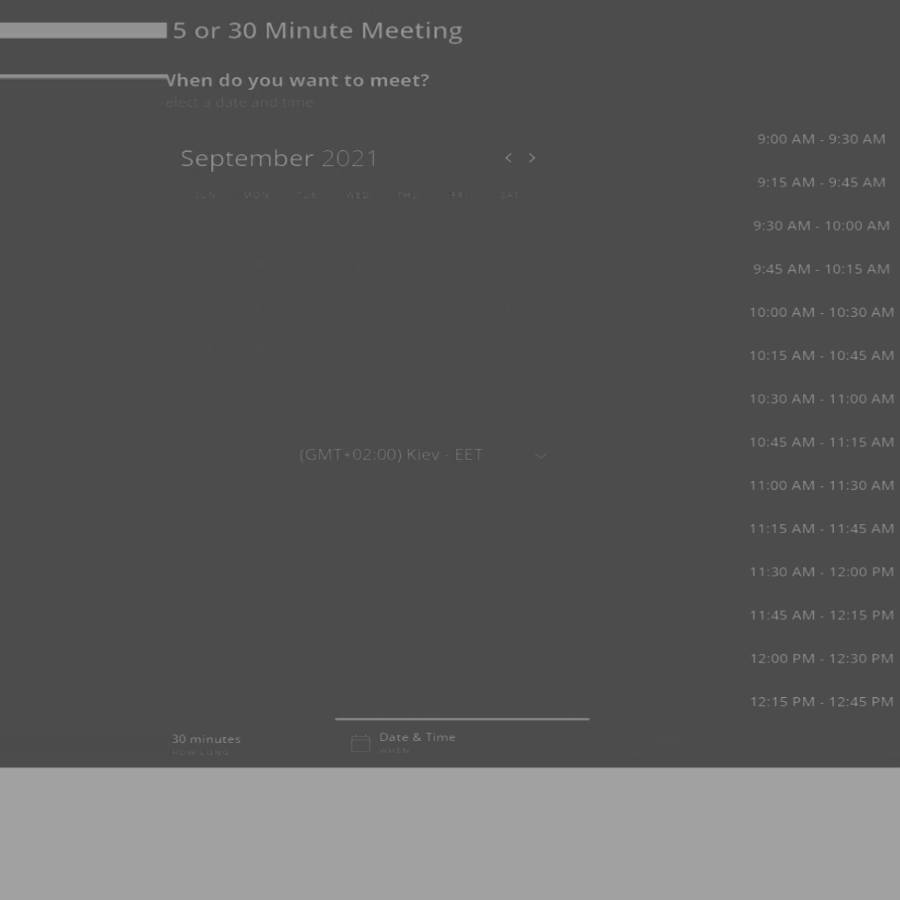 5 or 30 Minute Meeting
When do you want to meet?
elect a date and time
September 2021
SUN MON TUE WED THU FRI SAT
(GMT+02:00) Kiev - EET
9:00 AM - 9:30 AM
9:15 AM - 9:45 AM
9:30 AM - 10:00 AM
9:45 AM - 10:15 AM
10:00 AM - 10:30 AM
10:15 AM - 10:45 AM
10:30 AM - 11:00 AM
10:45 AM - 11:15 AM
11:00 AM - 11:30 AM
11:15 AM - 11:45 AM
11:30 AM - 12:00 PM
11:45 AM - 12:15 PM
12:00 PM - 12:30 PM
12:15 PM - 12:45 PM
30 minutes
HOW LONG
Date & Time
WHEN